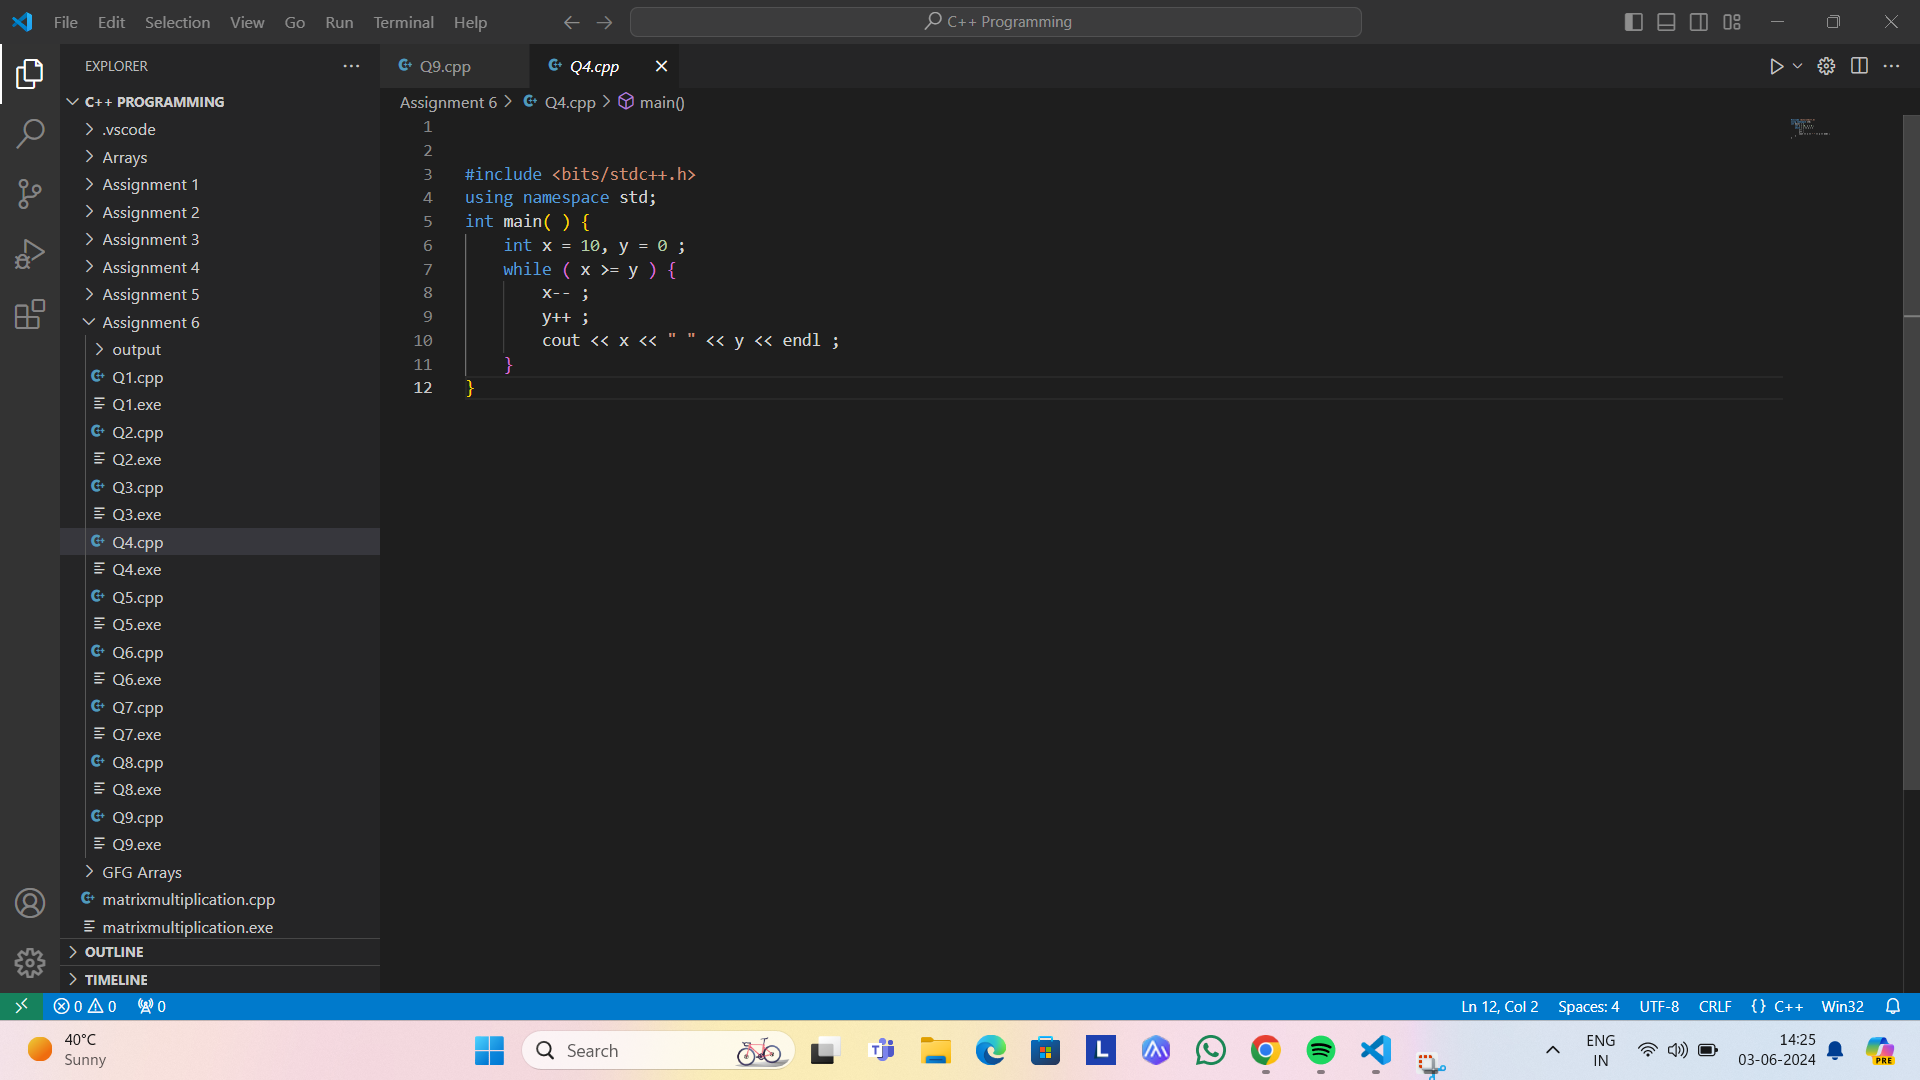 File Edit Selection View Go Run Terminal Help
C++ Programming
EXPLORER
C++ PROGRAMMING
.vscode
Arrays
Assignment 1
Assignment 2
Assignment 3
Assignment 4
Assignment 5
Assignment 6
output
Q1.cpp
Q1.exe
Q2.cpp
Q2.exe
Q3.cpp
Q3.exe
Q4.cpp
Q4.exe
Q5.cpp
Q5.exe
Q6.cpp
Q6.exe
Q7.cpp
Q7.exe
Q8.cpp
Q8.exe
Q9.cpp
Q9.exe
GFG Arrays
matrixmultiplication.cpp
matrixmultiplication.exe
OUTLINE
TIMELINE
Q9.cpp Q4.cpp
Assignment 6 > Q4.cpp > main()
1
2
3 #include <bits/stdc++.h>
4 using namespace std;
5 int main( ) {
6 int x = 10, y = 0 ;
7 while ( x >= y ) {
8 x-- ;
9 y++ ;
10 cout << x << " " << y << endl ;
11 }
12 }
0 0 0 Ln 12, Col 2 Spaces: 4 UTF-8 CRLF {} C++ Win32
40°C
Sunny
Search
T
L
ENG
IN
14:25
03-06-2024
PRE